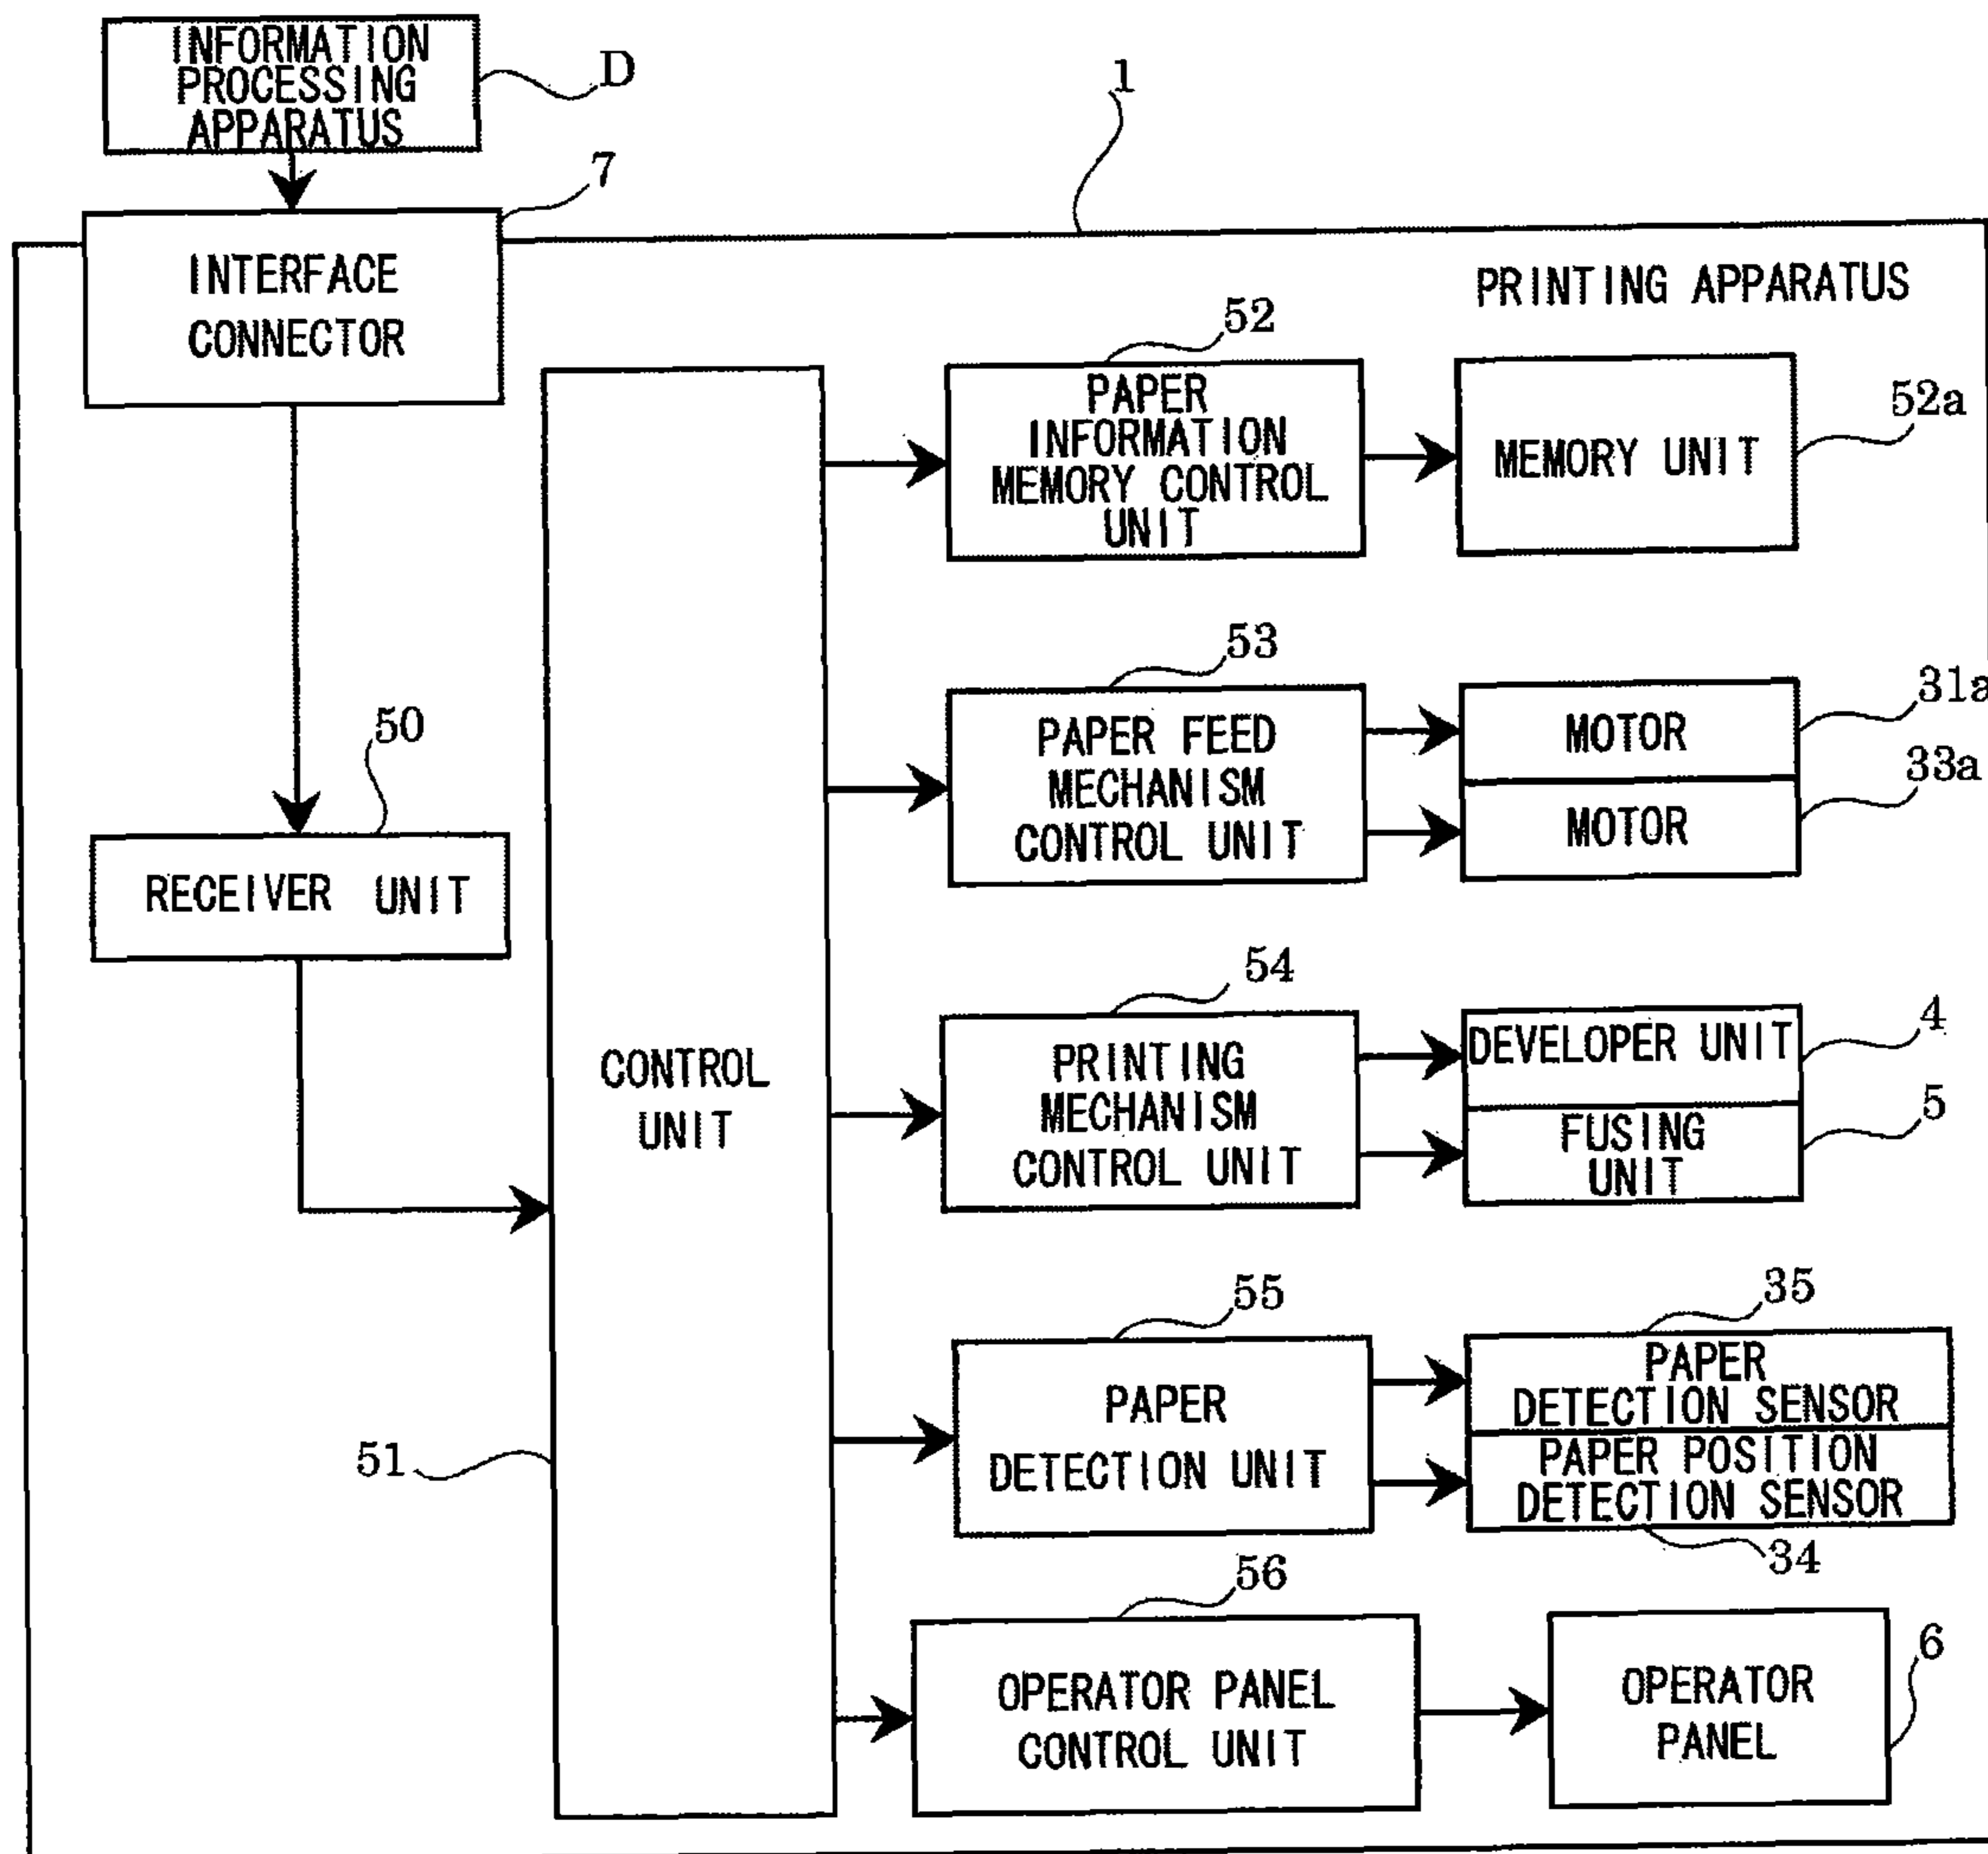 INFORMATION
PROCESSING
APPARATUS
D
1
7
INTERFACE
CONNECTOR
PRINTING APPARATUS
52
PAPER
INFORMATION
MEMORY CONTROL
UNIT
MEMORY UNIT
52a
53
PAPER FEED
MECHANISM
CONTROL UNIT
MOTOR
31a
MOTOR
33a
50
RECEIVER UNIT
CONTROL
UNIT
51
54
PRINTING
MECHANISM
CONTROL UNIT
DEVELOPER UNIT
4
FUSING
UNIT
5
55
PAPER
DETECTION UNIT
35
PAPER
DETECTION SENSOR
PAPER POSITION
DETECTION SENSOR
34
56
OPERATOR PANEL
CONTROL UNIT
OPERATOR
PANEL
6